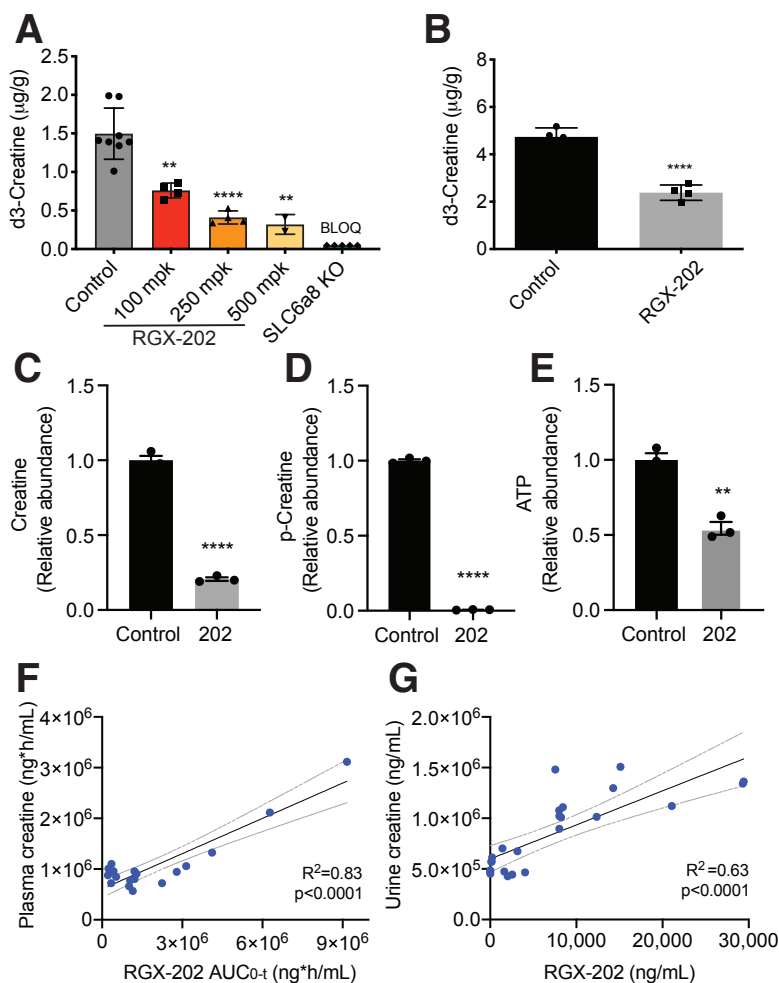 A
d3-Creatine (μg/g)
2.5
2.0
1.5
1.0
0.5
0.0
**
****
**
BLOQ
Control
100 mpk
250 mpk
500 mpk
SLC6a8 KO
RGX-202
B
d3-Creatine (μg/g)
8
6
4
2
0
****
Control
RGX-202
C
Creatine
(Relative abundance)
1.5
1.0
0.5
0.0
****
Control
202
D
p-Creatine
(Relative abundance)
1.5
1.0
0.5
0.0
****
Control
202
E
ATP
(Relative abundance)
1.5
1.0
0.5
0.0
**
Control
202
F
Plasma creatine (ng*h/mL)
4×10⁶
3×10⁶
2×10⁶
1×10⁶
0
R²=0.83
p<0.0001
0
3×10⁶
6×10⁶
9×10⁶
RGX-202 AUC₀₋ₜ (ng*h/mL)
G
Urine creatine (ng/mL)
2.0×10⁶
1.5×10⁶
1.0×10⁶
5.0×10⁵
0
R²=0.63
p<0.0001
0
10,000
20,000
30,000
RGX-202 (ng/mL)